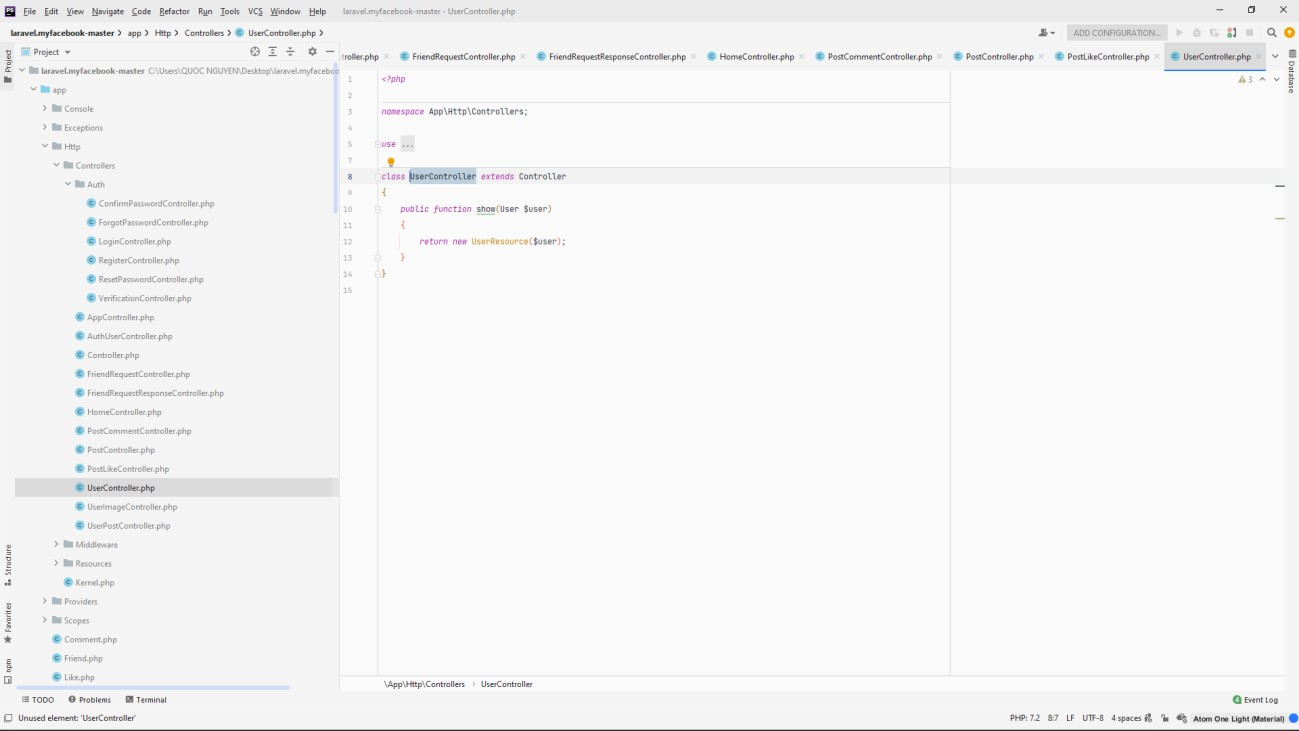 PS File Edit View Navigate Code Refactor Run Tools VCS Window Help laravel.myfacebook-master - UserController.php
laravel.myfacebook-master app Http Controllers UserController.php ADD CONFIGURATION...
Project troller.php FriendRequestController.php FriendRequestResponseController.php HomeController.php PostCommentController.php PostController.php PostLikeController.php UserController.php
Project
Database
laravel.myfacebook-master C:\Users\QUOC NGUYEN\Desktop\laravel.myfaceboo
app
Console
Exceptions
Http
Controllers
Auth
ConfirmPasswordController.php
ForgotPasswordController.php
LoginController.php
RegisterController.php
ResetPasswordController.php
VerificationController.php
AppController.php
AuthUserController.php
Controller.php
FriendRequestController.php
FriendRequestResponseController.php
HomeController.php
PostCommentController.php
PostController.php
PostLikeController.php
UserController.php
UserImageController.php
UserPostController.php
Middleware
Resources
Kernel.php
Providers
Scopes
Comment.php
Friend.php
Like.php
Structure
Favorites
npm
1 <?php
3
2
3 namespace App\Http\Controllers;
4
5 use ...
7
8 class UserController extends Controller
9 {
10 public function show(User $user)
11 {
12 return new UserResource($user);
13 }
14 }
15
\App\Http\Controllers UserController
TODO Problems Terminal 4 Event Log
Unused element: 'UserController' PHP: 7.2 8:7 LF UTF-8 4 spaces Atom One Light (Material)